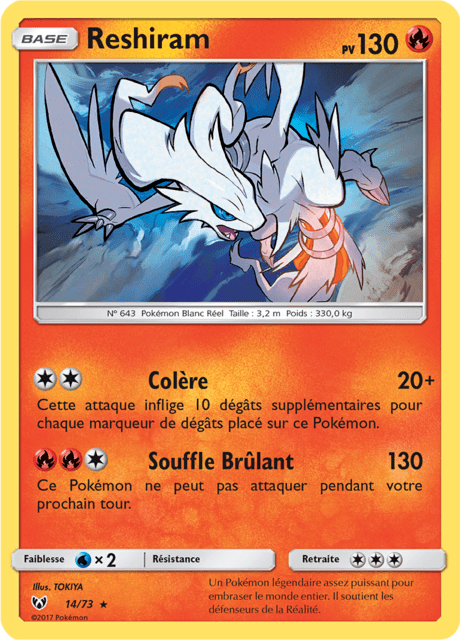 BASE Reshiram PV 130
N° 643 Pokémon Blanc Réel Taille : 3,2 m Poids : 330,0 kg
Colère 20+
Cette attaque inflige 10 dégâts supplémentaires pour
chaque marqueur de dégâts placé sur ce Pokémon.
Souffle Brûlant 130
Ce Pokémon ne peut pas attaquer pendant votre
prochain tour.
Faiblesse ×2 Résistance Retraite
Illus. TOKIYA
14/73 ★
©2017 Pokémon
Un Pokémon légendaire assez puissant pour
embraser le monde entier. Il soutient les
défenseurs de la Réalité.